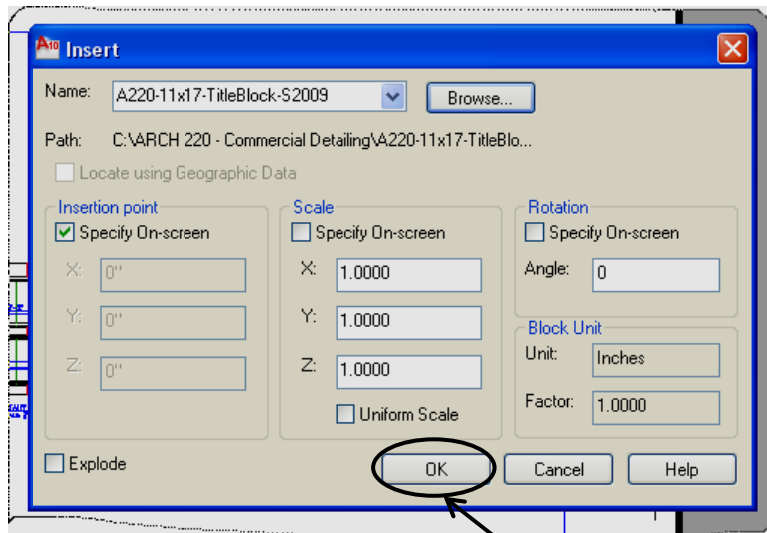 A10 Insert
Name: A220-11x17-TitleBlock-S2009 Browse...
Path: C:\ARCH 220 - Commercial Detailing\A220-11x17-TitleBlo...
Locate using Geographic Data
Insertion point
Specify On-screen
X: 0"
Y: 0"
Z: 0"
Scale
Specify On-screen
X: 1.0000
Y: 1.0000
Z: 1.0000
Uniform Scale
Rotation
Specify On-screen
Angle: 0
Block Unit
Unit: Inches
Factor: 1.0000
Explode
OK Cancel Help